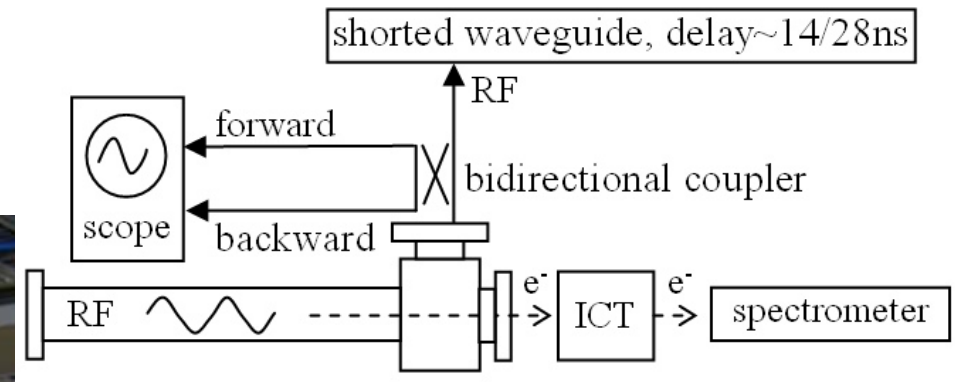 shorted waveguide, delay~14/28ns
RF
forward
bidirectional coupler
scope
backward
RF
e-
ICT
e-
spectrometer